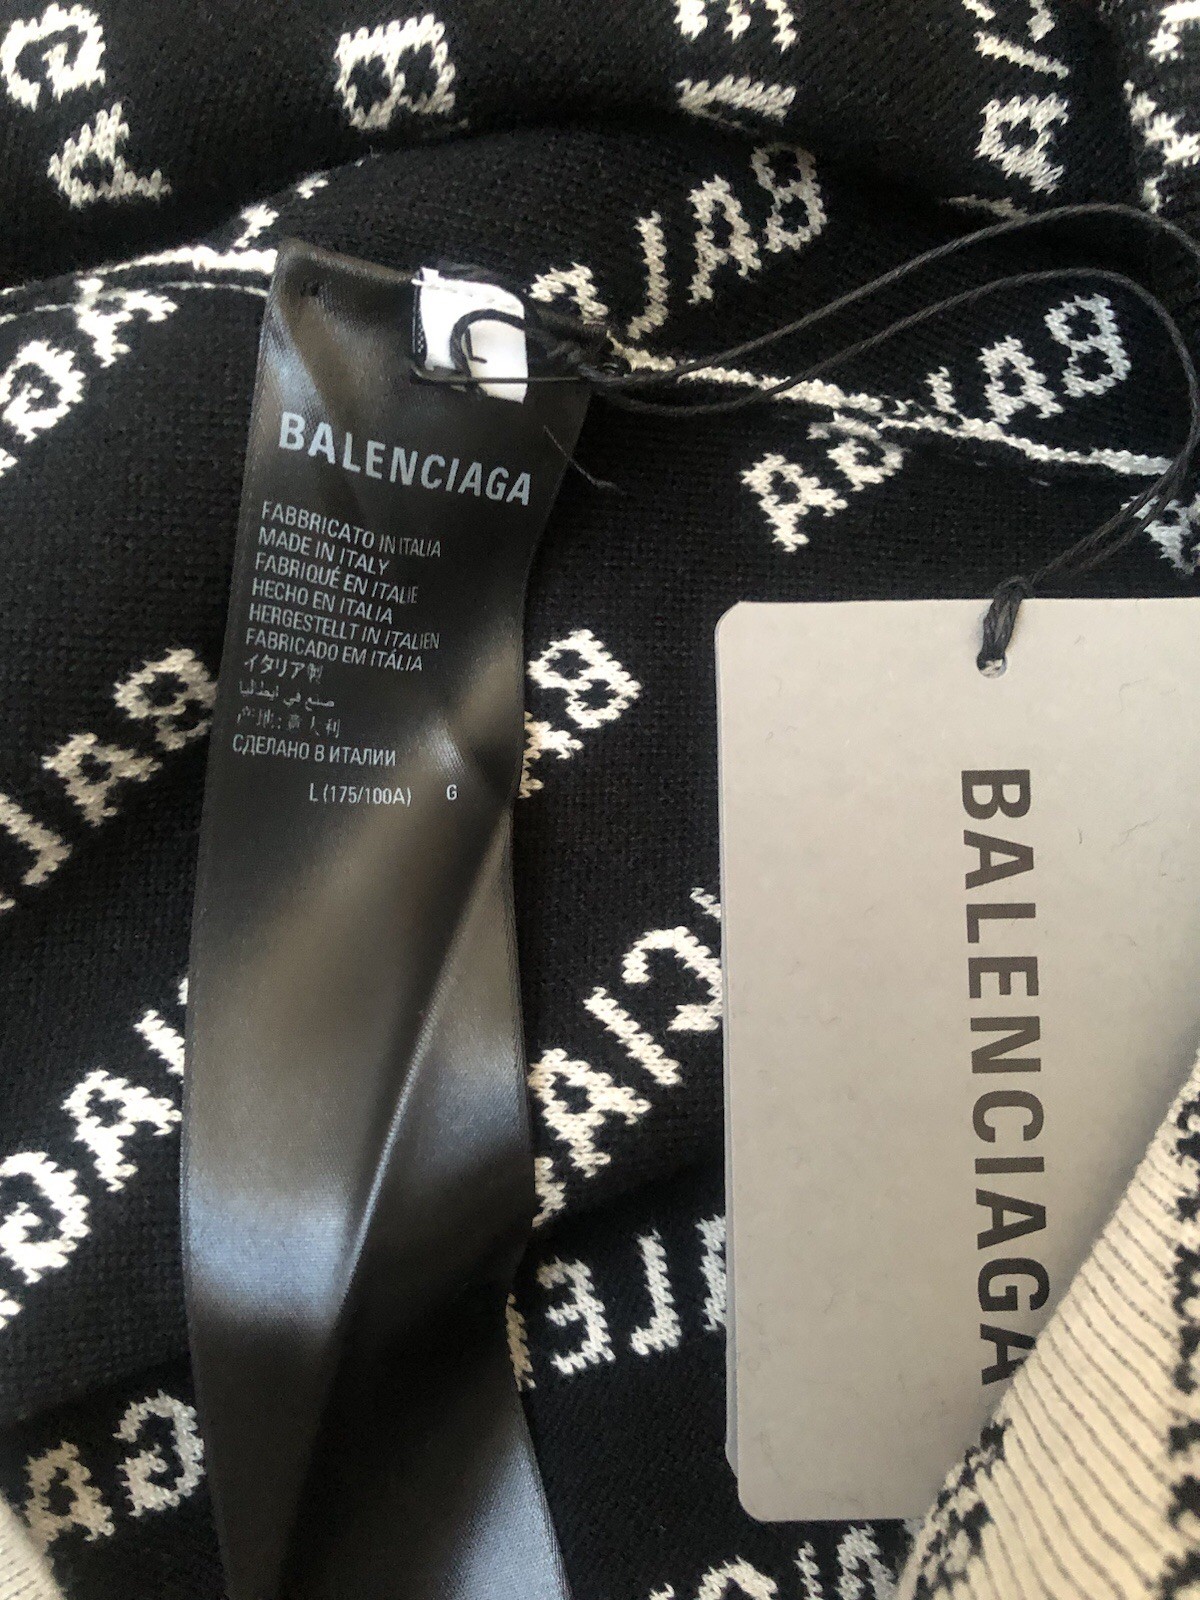 L
BALENCIAGA
FABBRICATO IN ITALIA
MADE IN ITALY
FABRIQUÉ EN ITALIE
HECHO EN ITALIA
HERGESTELLT IN ITALIEN
FABRICADO EM ITÁLIA
イタリア製
صنع في ايطاليا
产地: 意大利
СДЕЛАНО В ИТАЛИИ
L (175/100A) G
BALENCIAGA